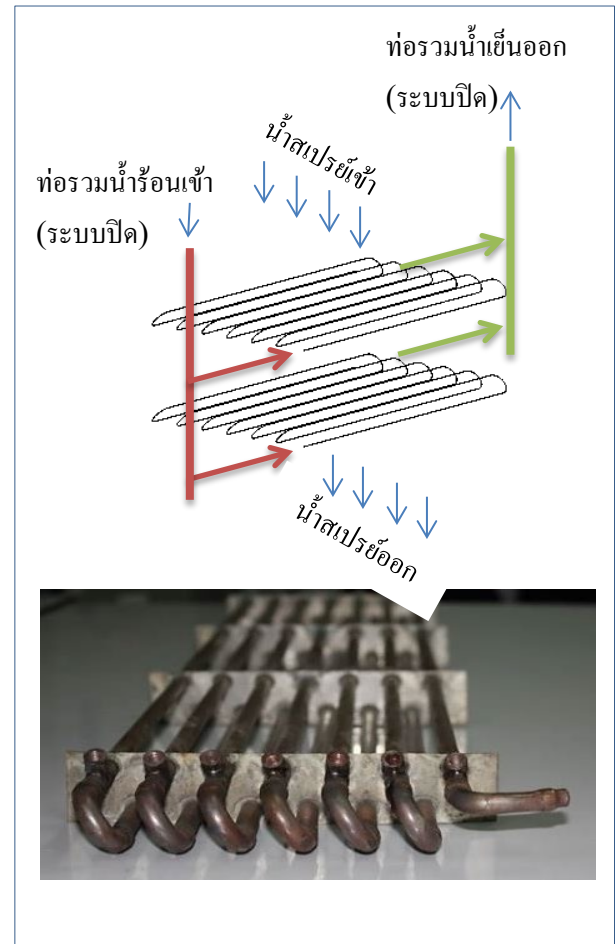 ท่อรวมน้ำเย็นออก
(ระบบปิด)
น้ำสเปรย์เข้า
ท่อรวมน้ำร้อนเข้า
(ระบบปิด)
น้ำสเปรย์ออก